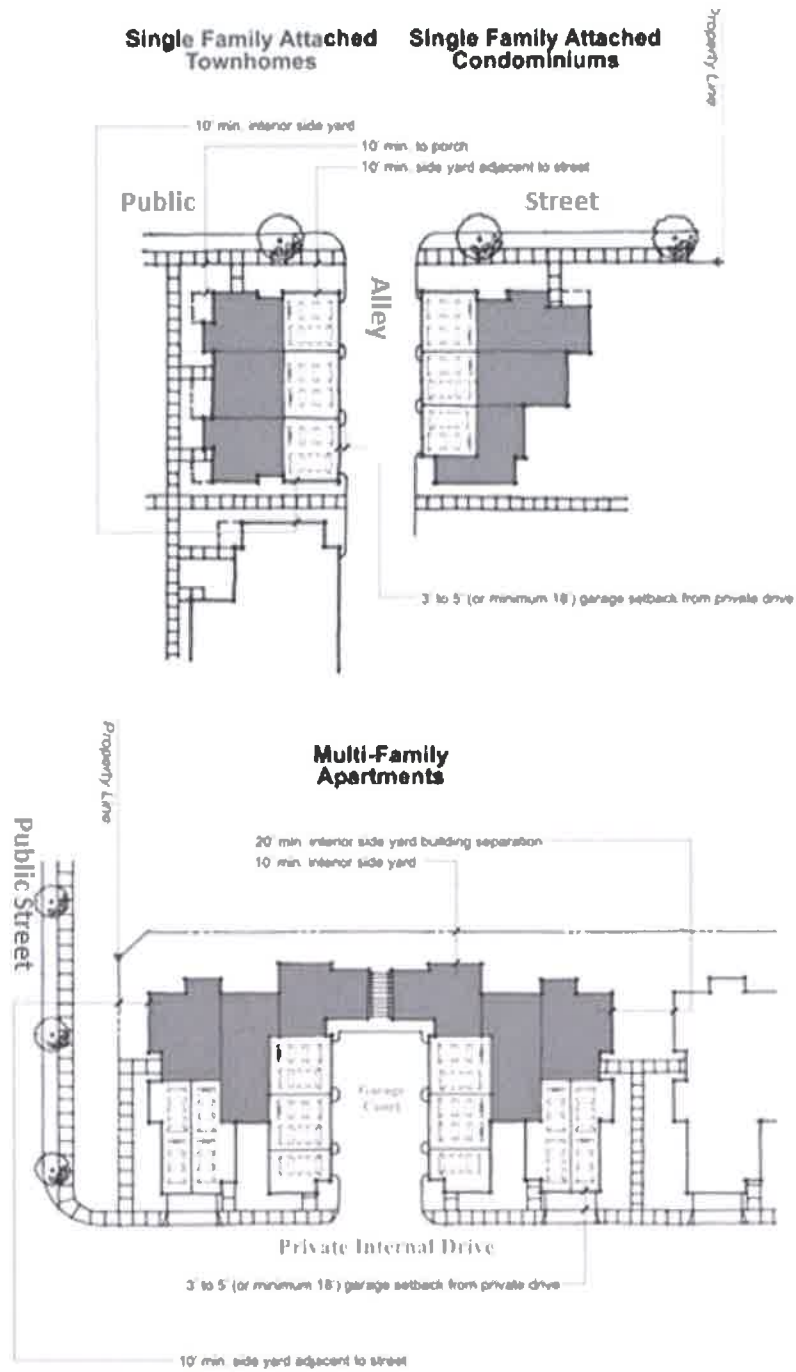 Single Family Attached
Townhomes
Single Family Attached
Condominiums
Property Line
10' min. interior side yard
10' min. to porch
10' min. side yard adjacent to street
Public
Street
Alley
3' to 5' (or minimum 18') garage setback from private drive
Property Line
Multi-Family
Apartments
Public Street
20' min. interior side yard building separation
10' min. interior side yard
Garage
Court
Private Internal Drive
3' to 5' (or minimum 18') garage setback from private drive
10' min. side yard adjacent to street